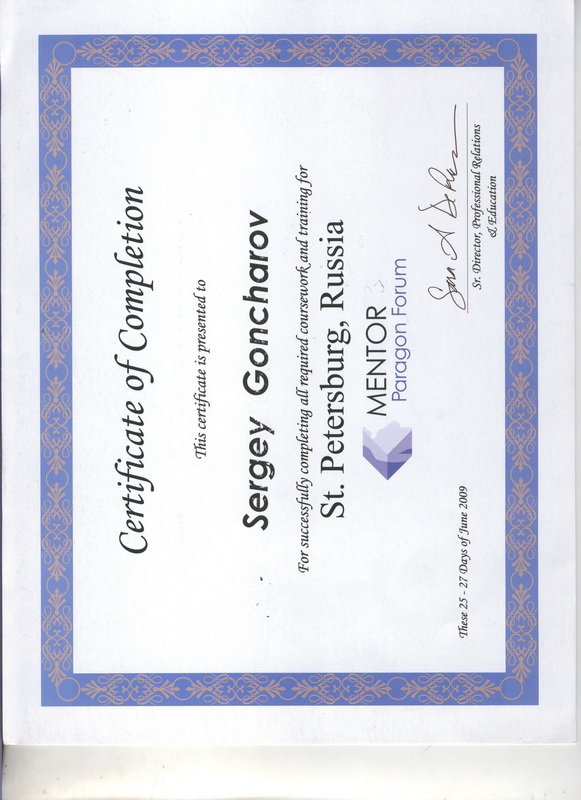 Certificate of Completion
This certificate is presented to
Sergey Goncharov
For successfully completing all required coursework and training for
St. Petersburg, Russia
MENTOR
Paragon Forum
These 25 - 27 Days of June 2009
Sr. Director, Professional Relations
& Education